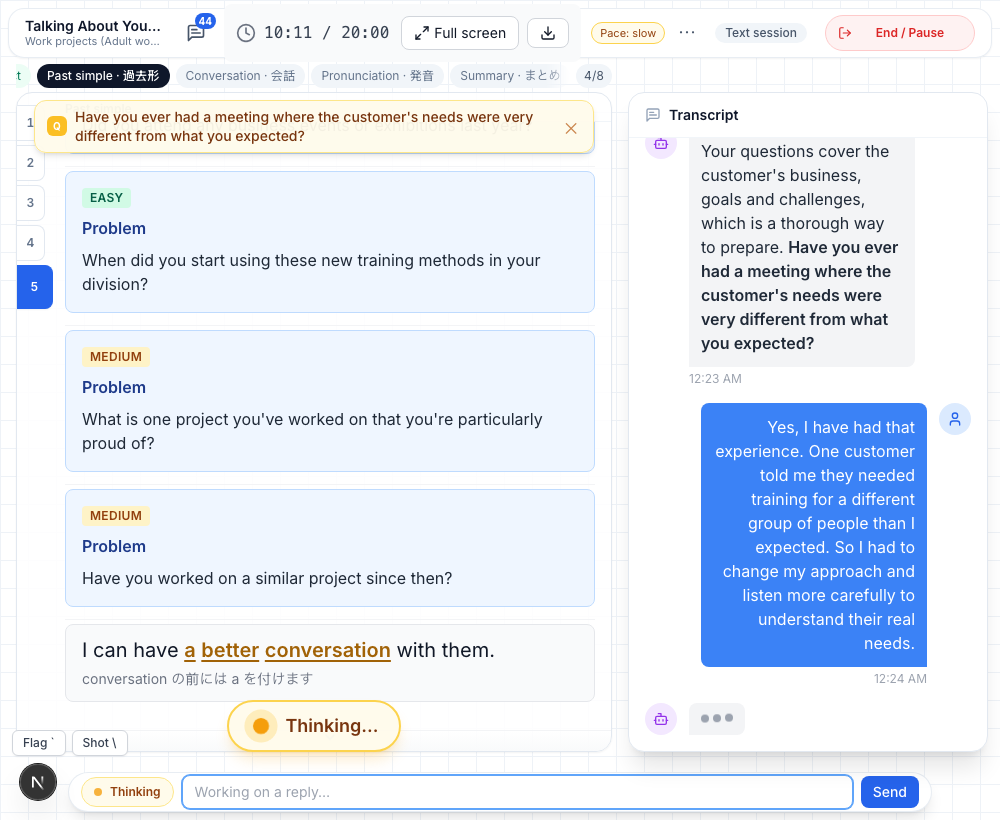 Talking About You...
Work projects (Adult wo...
44
10:11 / 20:00
Full screen
Pace: slow
...
Text session
End / Pause
t
Past simple · 過去形
Conversation · 会話
Pronunciation · 発音
Summary · まとめ
4/8
1
2
3
4
5
Q
Have you ever had a meeting where the customer's needs were very
different from what you expected?
EASY
Problem
When did you start using these new training methods in your
division?
MEDIUM
Problem
What is one project you've worked on that you're particularly
proud of?
MEDIUM
Problem
Have you worked on a similar project since then?
I can have a better conversation with them.
conversation の前には a を付けます
Thinking...
Flag `
Shot \
N
Thinking
Working on a reply...
Send
Transcript
Your questions cover the
customer's business,
goals and challenges,
which is a thorough way
to prepare. Have you ever
had a meeting where the
customer's needs were
very different from what
you expected?
12:23 AM
Yes, I have had that
experience. One customer
told me they needed
training for a different
group of people than I
expected. So I had to
change my approach and
listen more carefully to
understand their real
needs.
12:24 AM